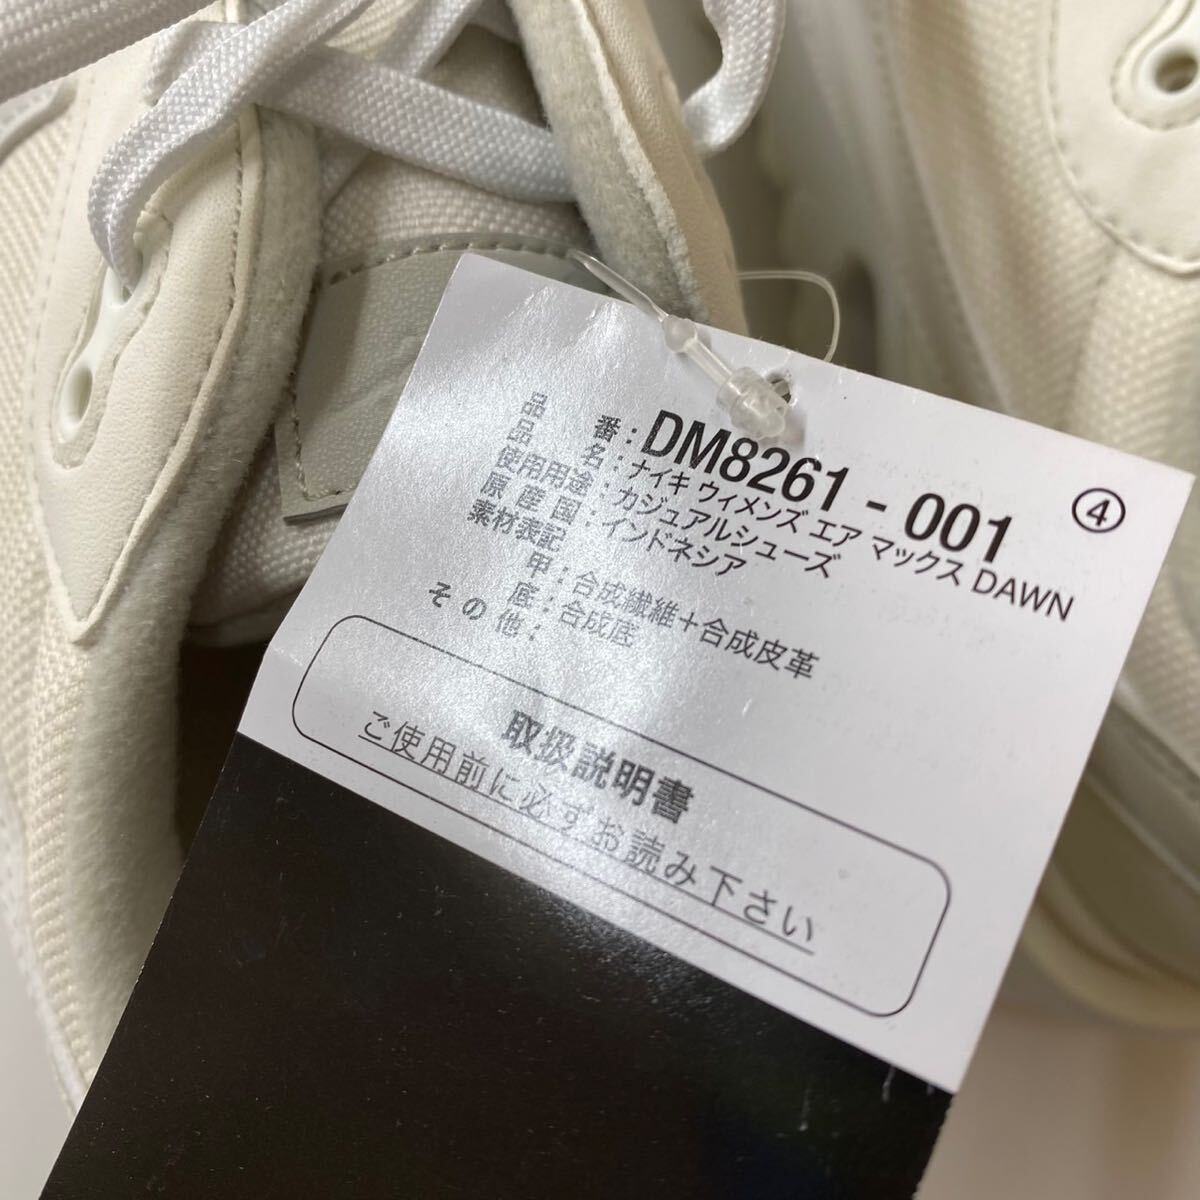 品番：DM8261 - 001 ④
品名：ナイキ ウィメンズ エア マックス DAWN
使用用途：カジュアルシューズ
原産国：インドネシア
素材表記
甲：合成繊維＋合成皮革
底：合成底
その他：
取扱説明書
ご使用前に必ずお読み下さい